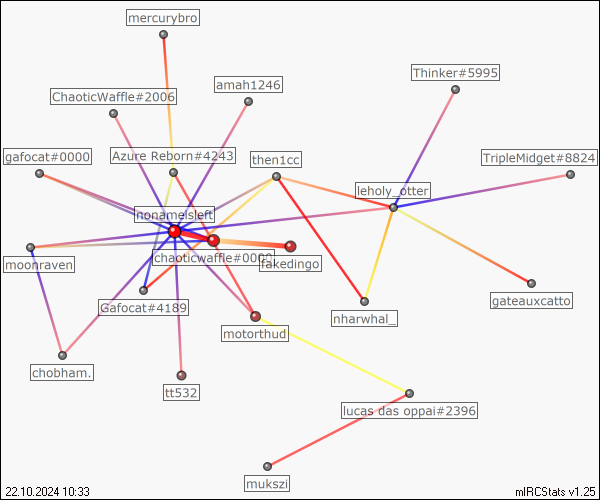 mercurybro
Thinker#5995
amah1246
ChaoticWaffle#2006
gafocat#0000
Azure Reborn#4243
then1cc
TripleMidget#8824
leholy_otter
nonameisleft
chaoticwaffle#0000
fakedingo
moonraven
Gafocat#4189
gateauxcatto
nharwhal_
motorthud
chobham.
tt532
lucas das oppai#2396
mukszi
22.10.2024 10:33
mIRCStats v1.25